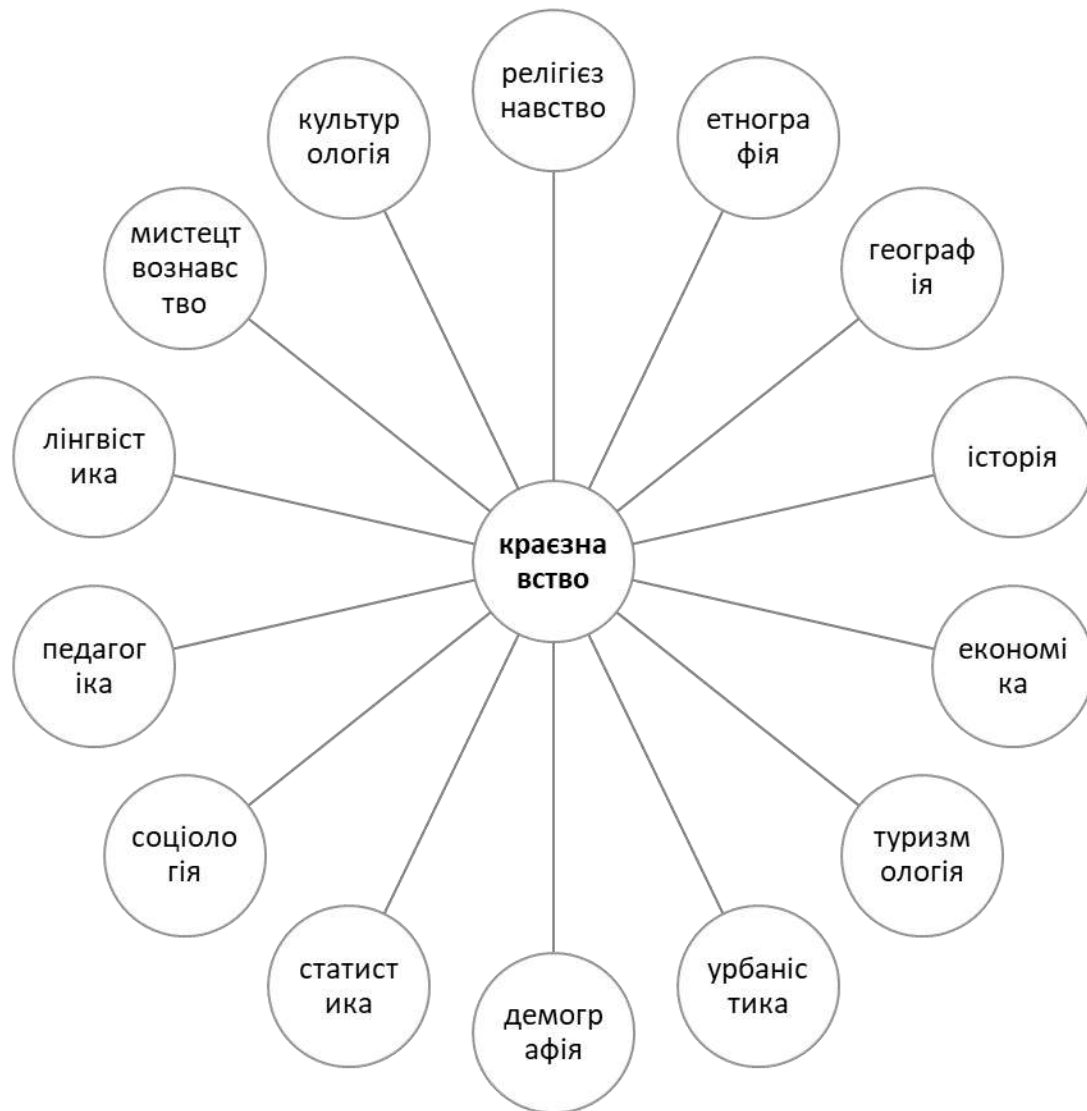 релігієз
навство
етногра
фія
географ
ія
історія
економі
ка
туризм
ологія
урбаніс
тика
демогр
афія
статист
ика
соціоло
гія
педагог
іка
лінгвіст
ика
мистецт
вознавс
тво
культур
ологія
краєзна
вство